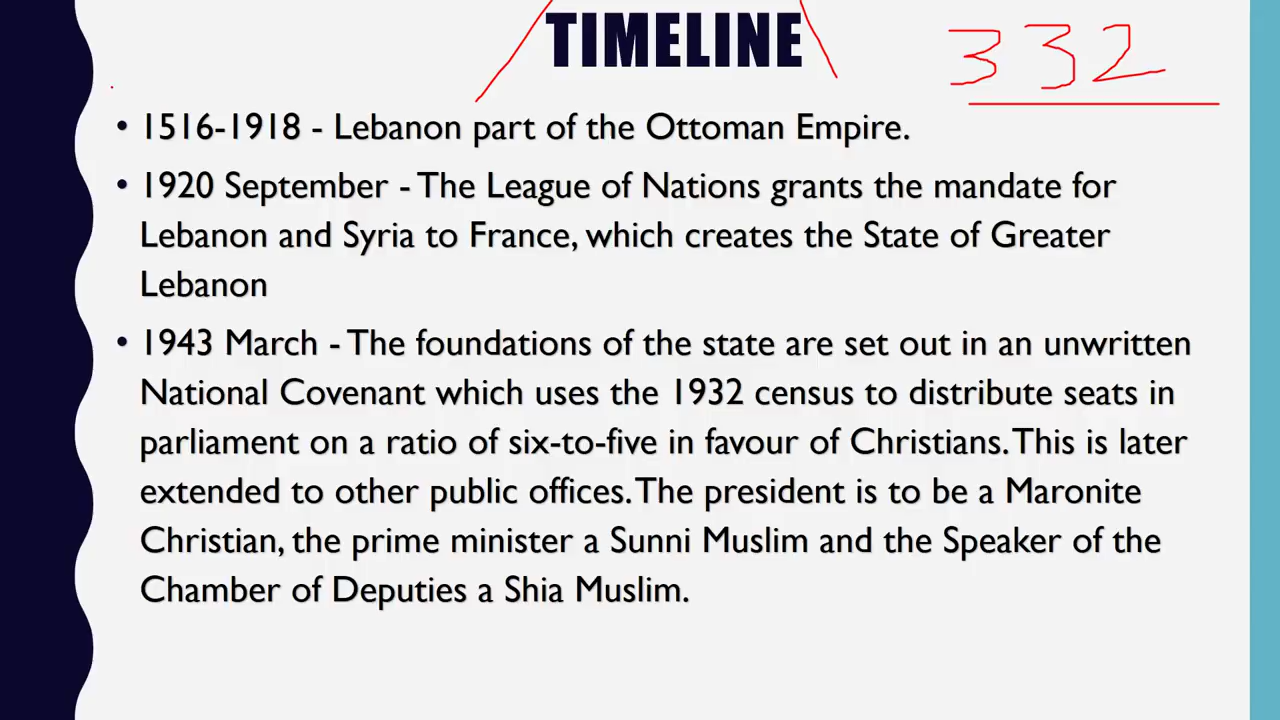 TIMELINE
332
• 1516-1918 - Lebanon part of the Ottoman Empire.
• 1920 September - The League of Nations grants the mandate for
Lebanon and Syria to France, which creates the State of Greater
Lebanon
• 1943 March - The foundations of the state are set out in an unwritten
National Covenant which uses the 1932 census to distribute seats in
parliament on a ratio of six-to-five in favour of Christians. This is later
extended to other public offices. The president is to be a Maronite
Christian, the prime minister a Sunni Muslim and the Speaker of the
Chamber of Deputies a Shia Muslim.